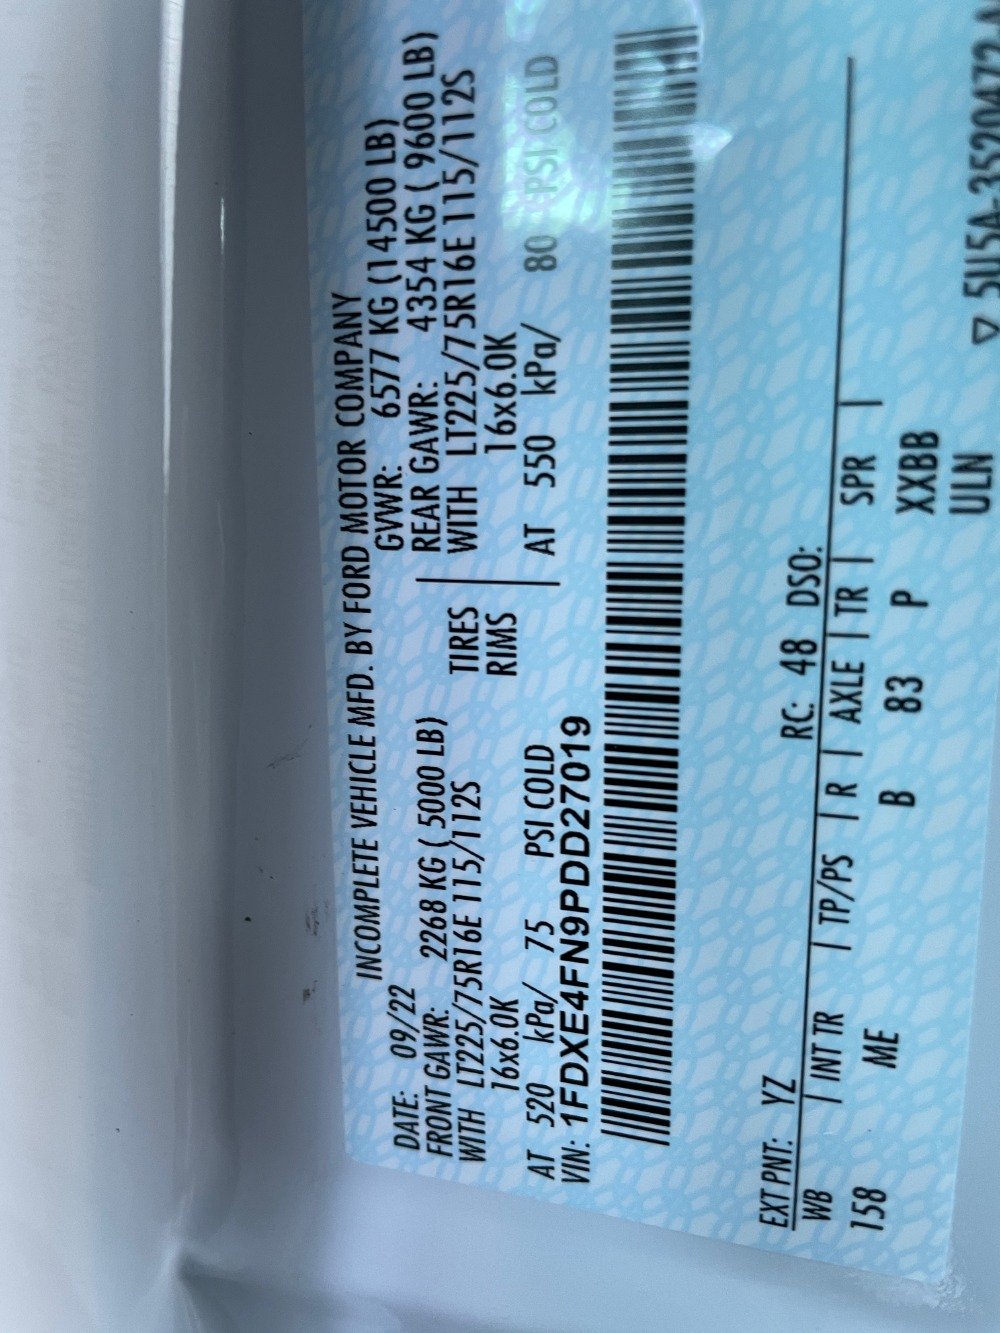 INCOMPLETE VEHICLE MFD. BY FORD MOTOR COMPANY
DATE: 09/22 GVWR: 6577 KG (14500 LB)
FRONT GAWR: 2268 KG ( 5000 LB) REAR GAWR: 4354 KG ( 9600 LB)
WITH LT225/75R16E 115/112S TIRES WITH LT225/75R16E 115/112S
16x6.0K RIMS 16x6.0K
AT 520 kPa/ 75 PSI COLD AT 550 kPa/ 80 PSI COLD
VIN: 1FDXE4FN9PDD27019
EXT PNT: YZ RC: 48 DSO:
WB | INT TR | TP/PS | R | AXLE | TR | SPR |
158 ME B 83 P XXBB
ULN